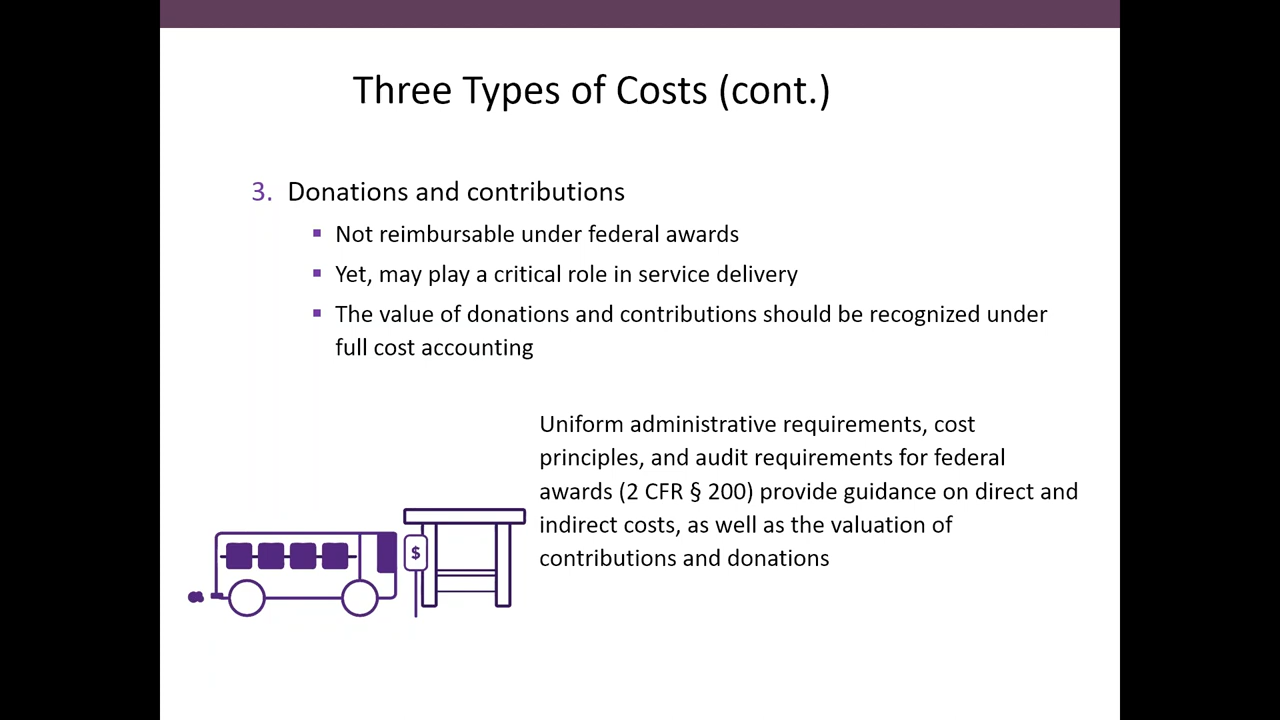 Three Types of Costs (cont.)
3. Donations and contributions
▪ Not reimbursable under federal awards
▪ Yet, may play a critical role in service delivery
▪ The value of donations and contributions should be recognized under
full cost accounting
Uniform administrative requirements, cost
principles, and audit requirements for federal
awards (2 CFR § 200) provide guidance on direct and
indirect costs, as well as the valuation of
contributions and donations
$